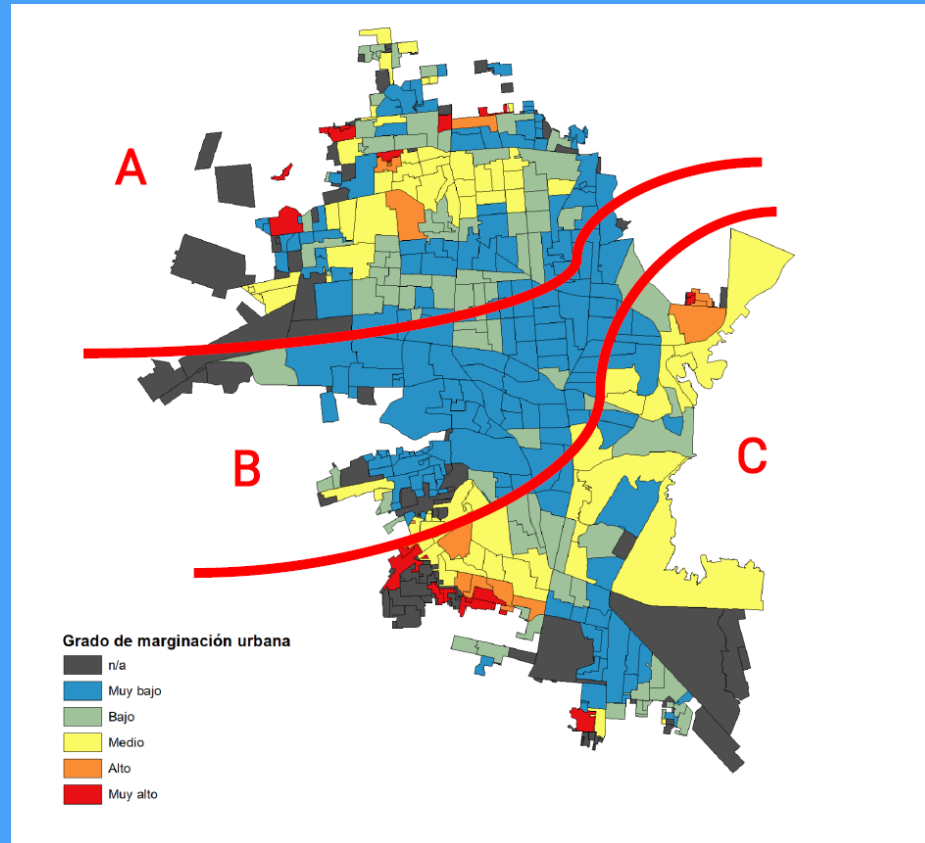 A
B
C
Grado de marginación urbana
n/a
Muy bajo
Bajo
Medio
Alto
Muy alto